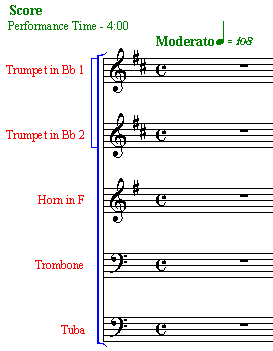 Score
Performance Time - 4:00
Moderato ♩ = 108
Trumpet in Bb 1
Trumpet in Bb 2
Horn in F
Trombone
Tuba